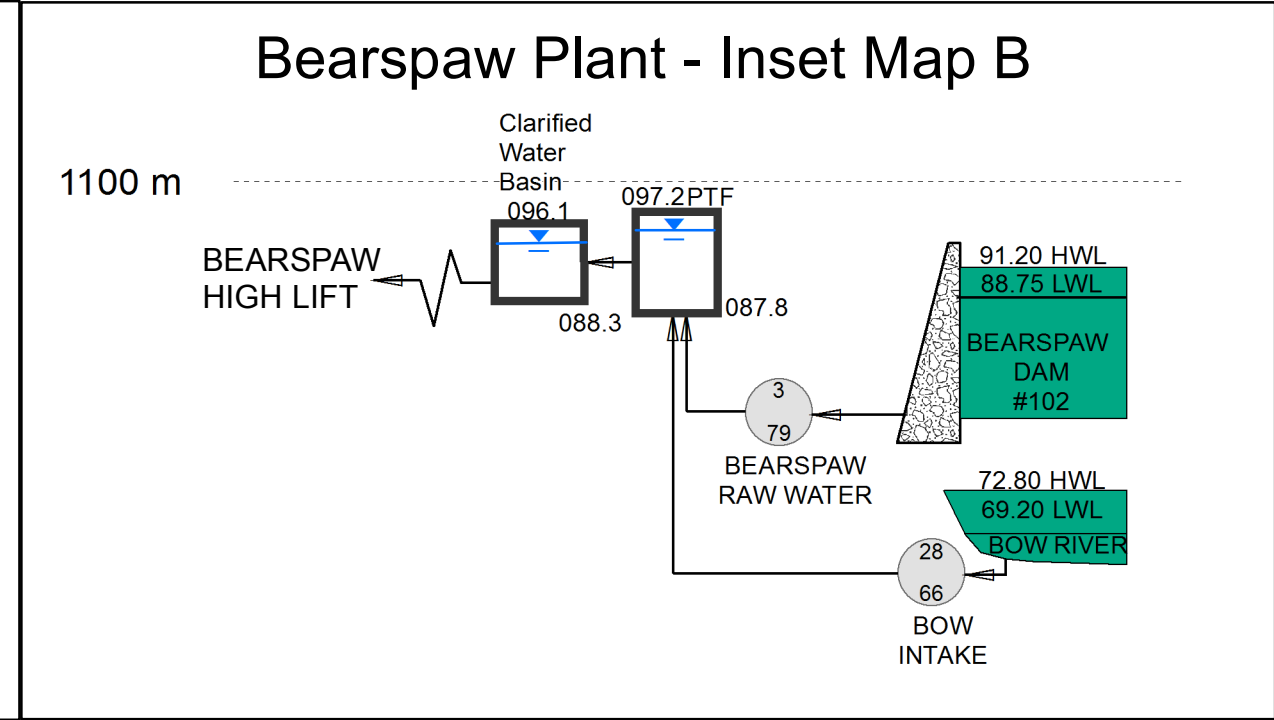 Bearspaw Plant - Inset Map B
Clarified
Water
Basin
1100 m
096.1
097.2PTF
BEARSPAW
HIGH LIFT
088.3
087.8
91.20 HWL
88.75 LWL
BEARSPAW
DAM
#102
3
79
BEARSPAW
RAW WATER
72.80 HWL
69.20 LWL
BOW RIVER
28
66
BOW
INTAKE